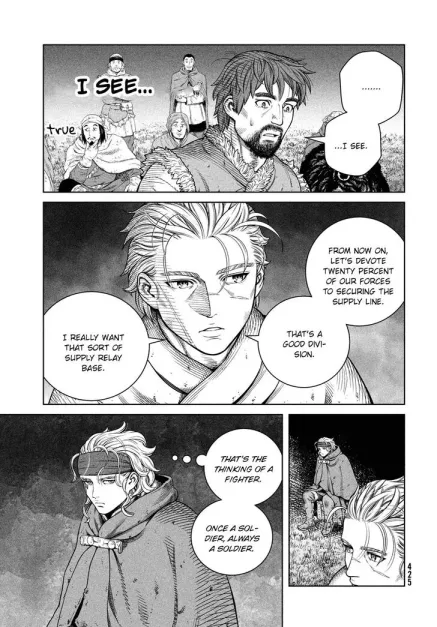 .......
...I SEE.
I SEE...
true
FROM NOW ON,
LET'S DEVOTE
TWENTY PERCENT
OF OUR FORCES
TO SECURING THE
SUPPLY LINE.
THAT'S A
GOOD DIVI-
SION.
I REALLY WANT
THAT SORT OF
SUPPLY RELAY
BASE.
THAT'S THE
THINKING OF A
FIGHTER.
ONCE A SOL-
DIER, ALWAYS
A SOLDIER.
425